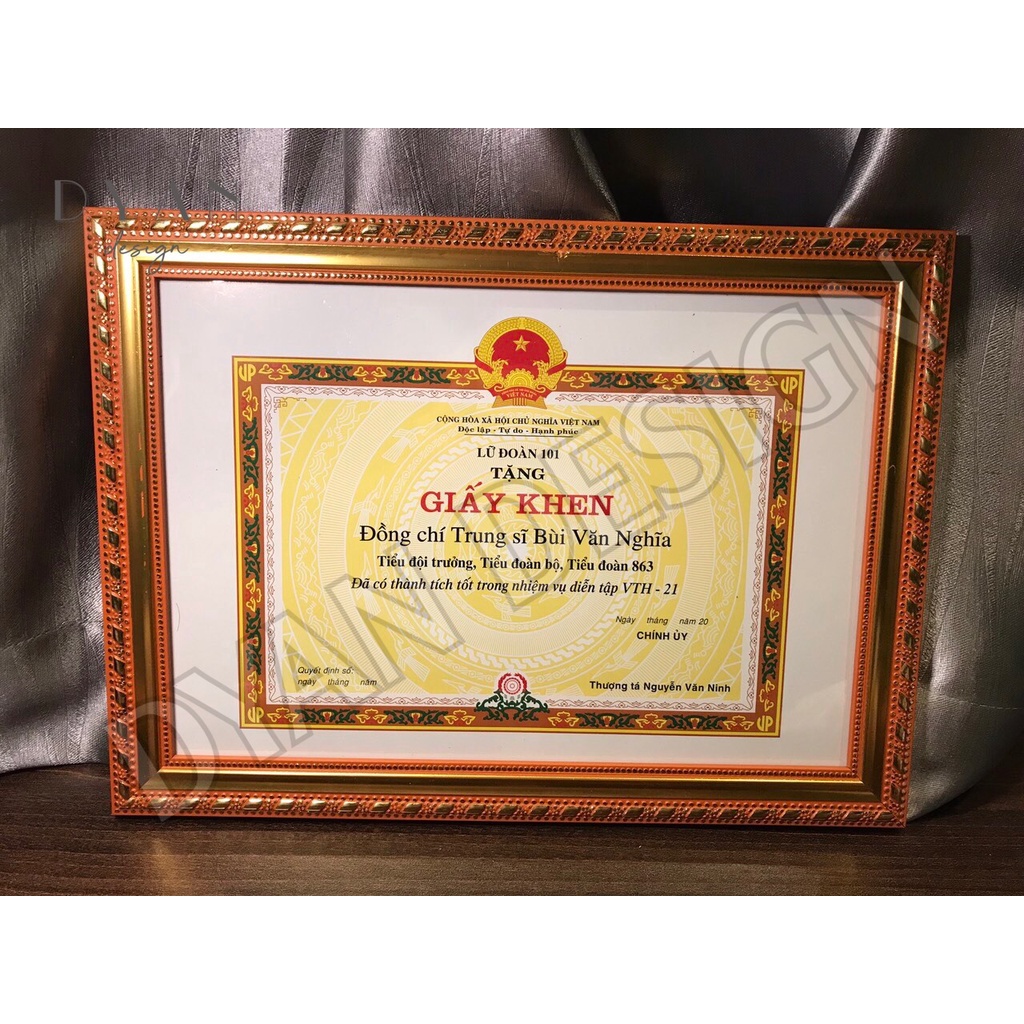 DYAN
design
DYAN DESIGN
VIỆT NAM
CỘNG HÒA XÃ HỘI CHỦ NGHĨA VIỆT NAM
Độc lập - Tự do - Hạnh phúc
LỮ ĐOÀN 101
TẶNG
GIẤY KHEN
Đồng chí Trung sĩ Bùi Văn Nghĩa
Tiểu đội trưởng, Tiểu đoàn bộ, Tiểu đoàn 863
Đã có thành tích tốt trong nhiệm vụ diễn tập VTH - 21
Ngày tháng năm 20
CHÍNH ỦY
Quyết định số:
ngày tháng năm
Thượng tá Nguyễn Văn Ninh